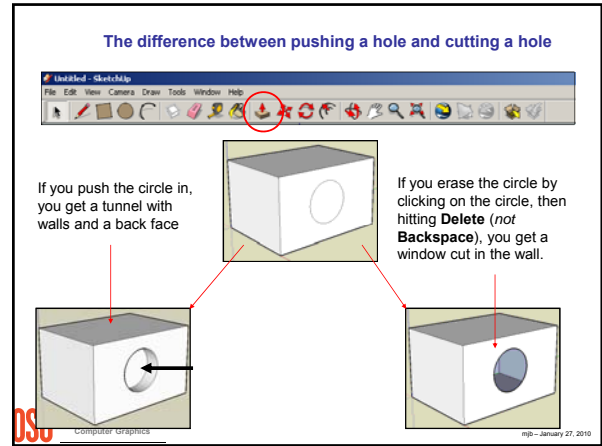 The difference between pushing a hole and cutting a hole
Untitled - SketchUp
File Edit View Camera Draw Tools Window Help
If you push the circle in,
you get a tunnel with
walls and a back face
If you erase the circle by
clicking on the circle, then
hitting Delete (not
Backspace), you get a
window cut in the wall.
OSU
Computer Graphics
mjb – January 27, 2010